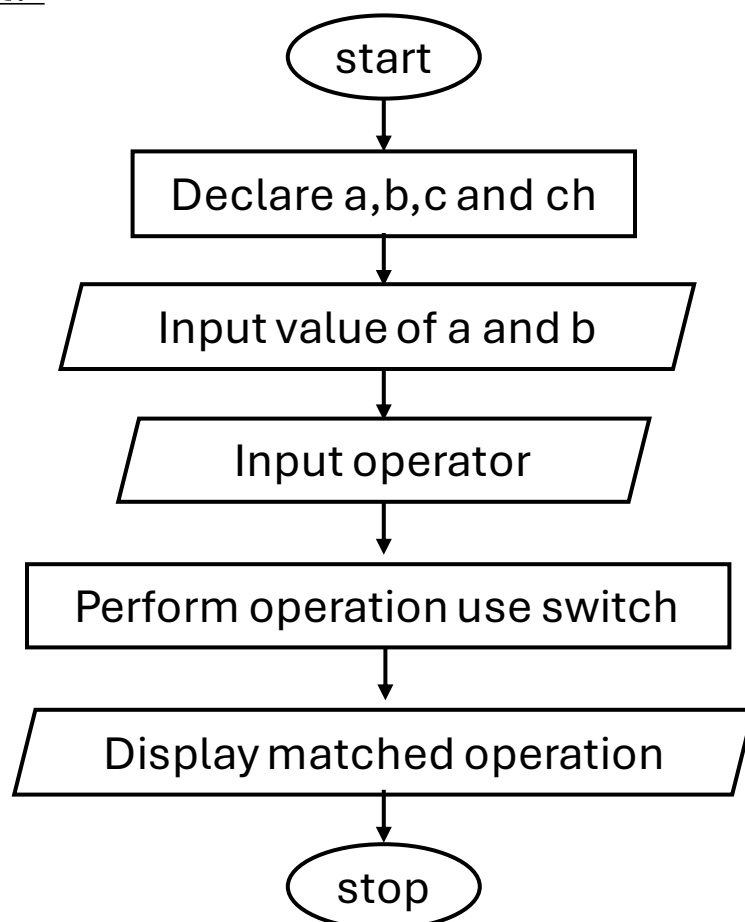 start
Declare a,b,c and ch
Input value of a and b
Input operator
Perform operation use switch
Display matched operation
stop